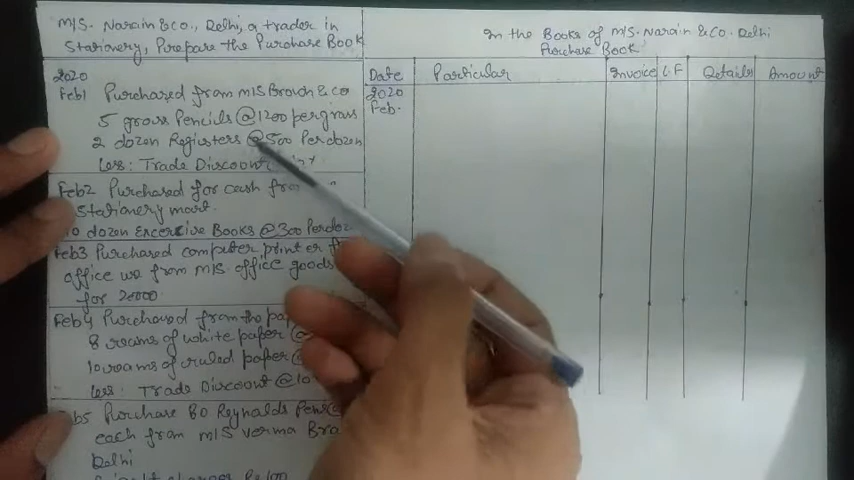 M/S. Narain & Co., Delhi, a trader in
Stationery, Prepare the Purchase Book
2020
Feb1 Purchased from M/S Brown & Co
5 gross Pencils @ 1200 per gross
2 dozen Registers @ 500 Per dozen
Less: Trade Discount
Feb2 Purchased for cash from
Stationery mart.
10 dozen Excercise Books @ 300 Per doz
Feb3 Purchased computer printer
office use from M/S. office goods
for 20000
Feb4 Purchased from the
8 reams of white paper @
10 reams of ruled paper @
Less: Trade Discount @ 10
Purchase 80 Reynolds Pens
each from M/S Verma
Delhi
In the Books of M/S. Narain & Co. Delhi
Purchase Book
Date Particular Invoice L.F Details Amount
2020
Feb.